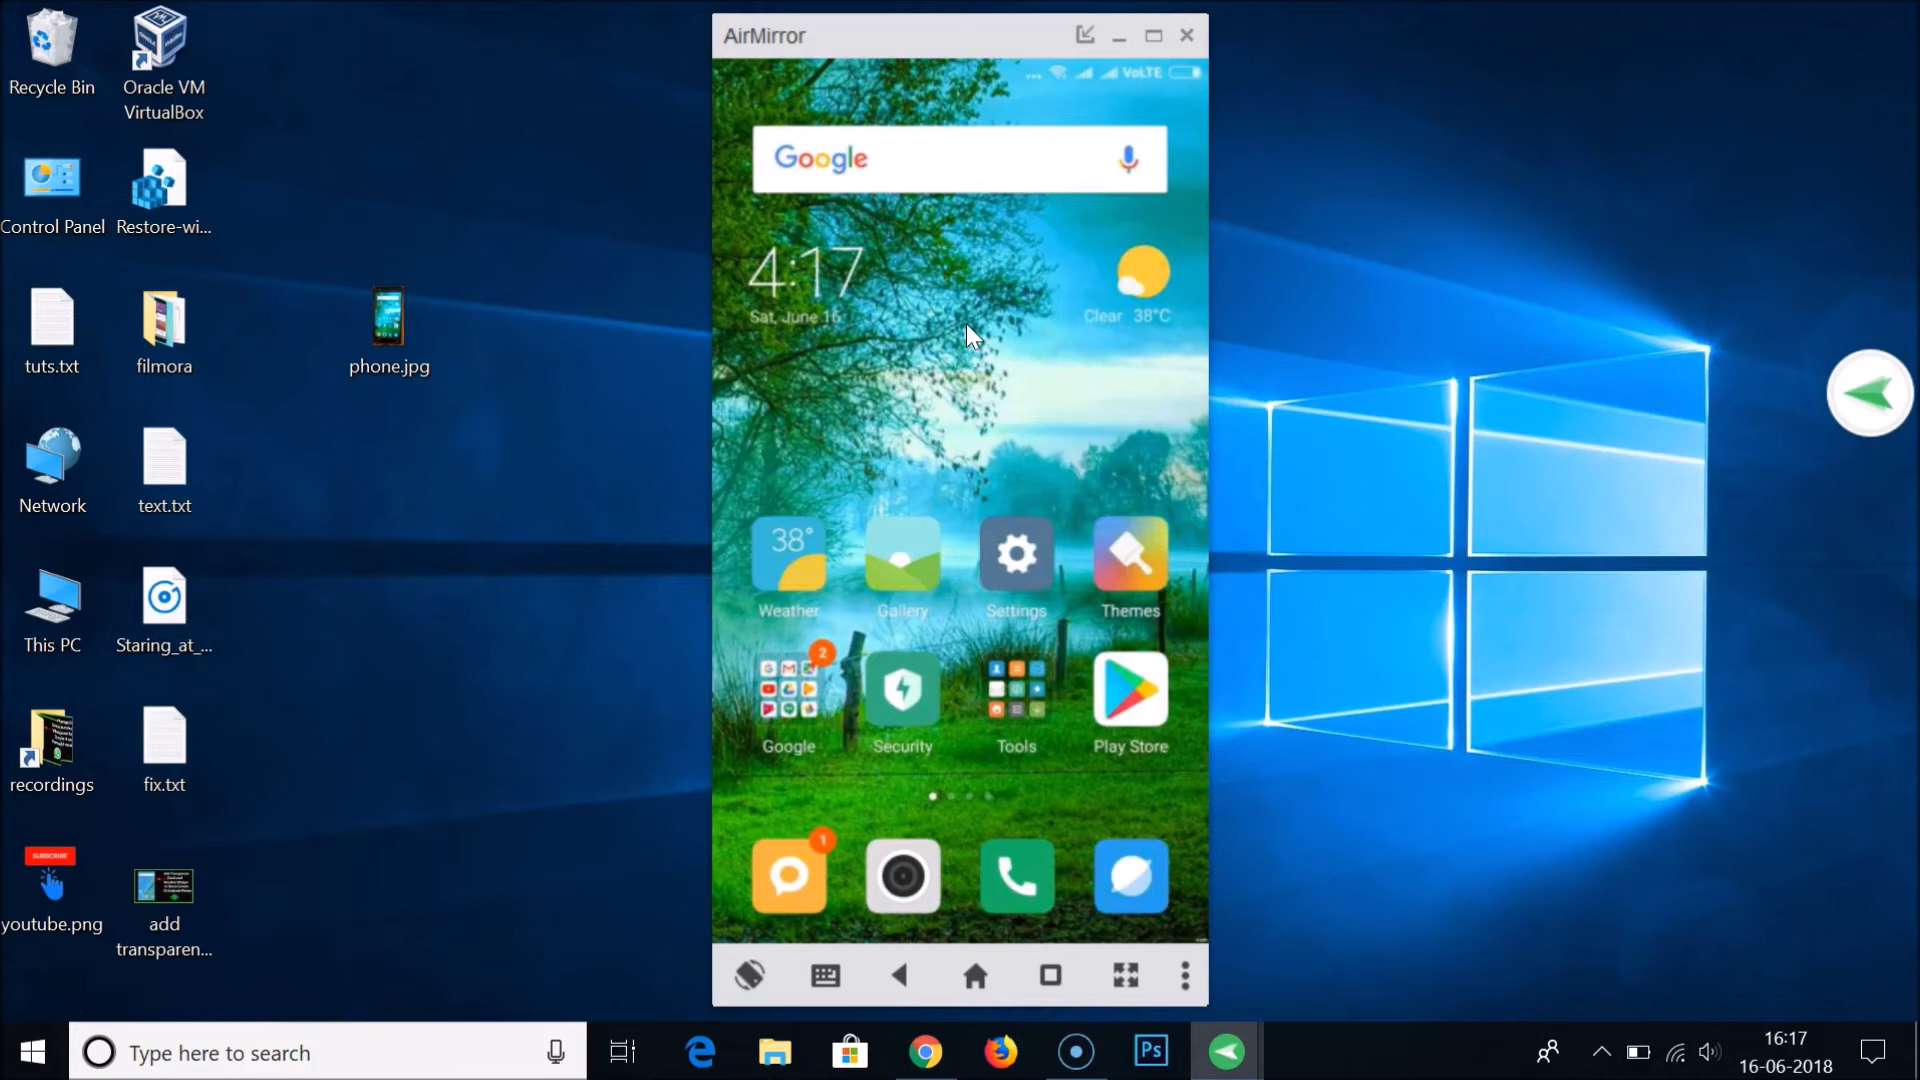 Recycle Bin
Oracle VM
VirtualBox
Control Panel
Restore-wi...
tuts.txt
filmora
phone.jpg
Network
text.txt
This PC
Staring_at_...
recordings
fix.txt
SUBSCRIBE
youtube.png
add
transparen...
AirMirror
... VoLTE
Google
4:17
Sat, June 16
Clear 38°C
38°
Weather
Gallery
Settings
Themes
2
Google
Security
Tools
Play Store
1
Type here to search
Ps
16:17
16-06-2018